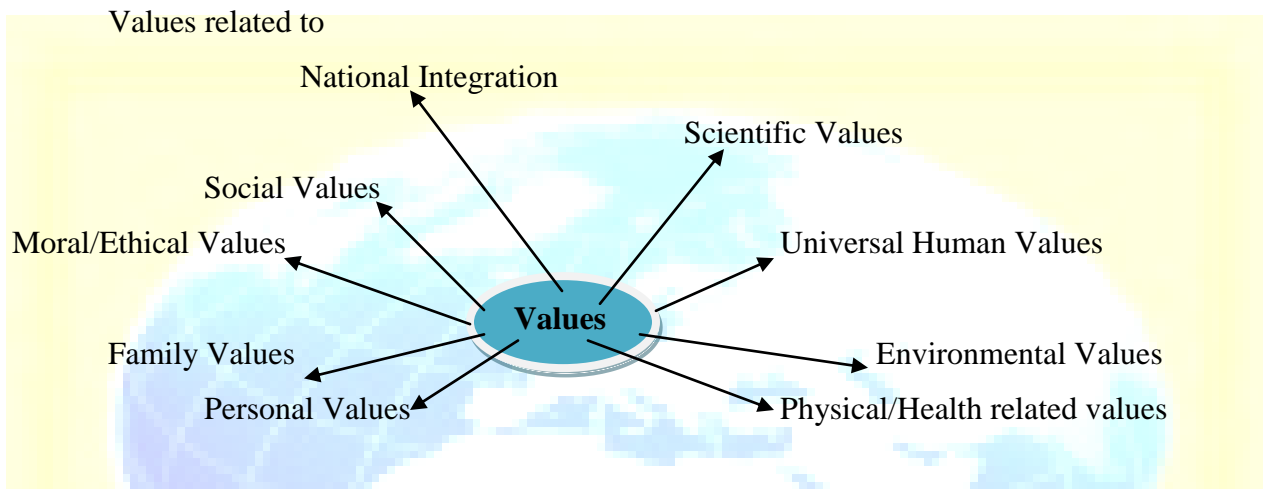 Values related to
National Integration
Scientific Values
Social Values
Moral/Ethical Values
Universal Human Values
Values
Family Values
Environmental Values
Personal Values
Physical/Health related values